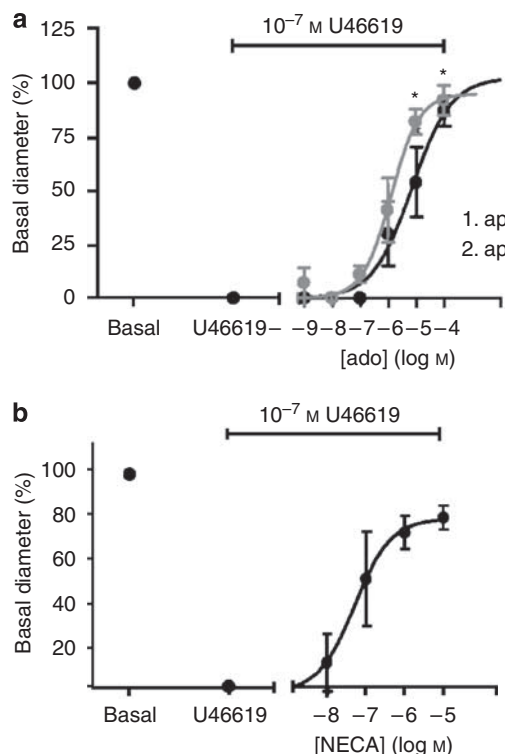 a
10⁻⁷ M U46619
125
100
75
50
25
0
Basal diameter (%)
* *
1. ap
2. ap
Basal U46619– –9 –8 –7 –6 –5 –4
[ado] (log M)
b
10⁻⁷ M U46619
100
80
60
40
20
Basal diameter (%)
Basal U46619 –8 –7 –6 –5
[NECA] (log M)